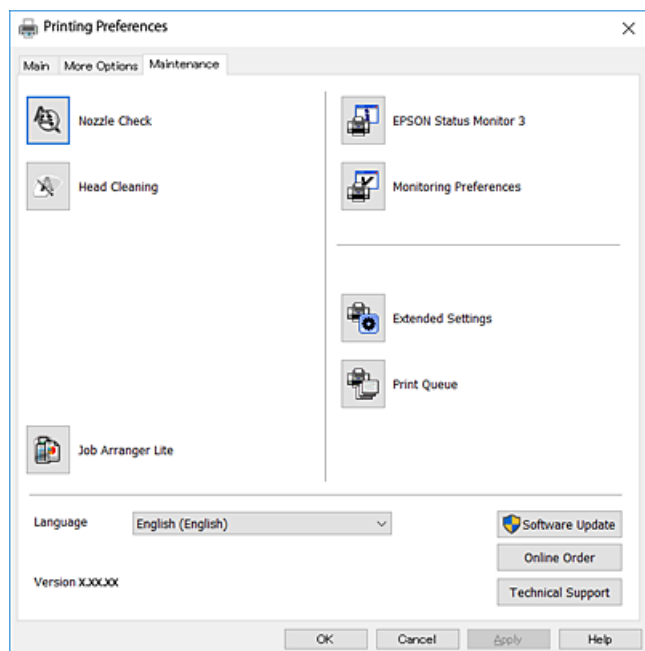 Printing Preferences
Main
More Options
Maintenance
Nozzle Check
Head Cleaning
Job Arranger Lite
EPSON Status Monitor 3
Monitoring Preferences
Extended Settings
Print Queue
Language
English (English)
Software Update
Online Order
Version X.XX.XX
Technical Support
OK
Cancel
Apply
Help